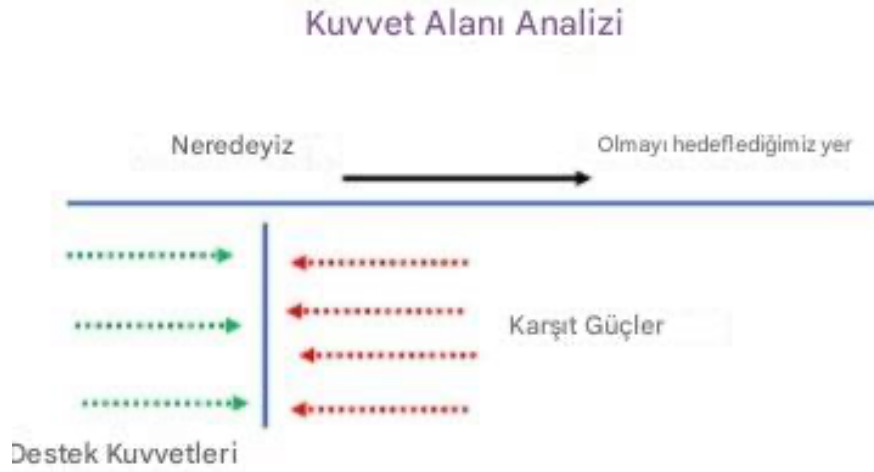 Kuvvet Alanı Analizi
Neredeyiz
Olmayı hedeflediğimiz yer
Karşıt Güçler
Destek Kuvvetleri